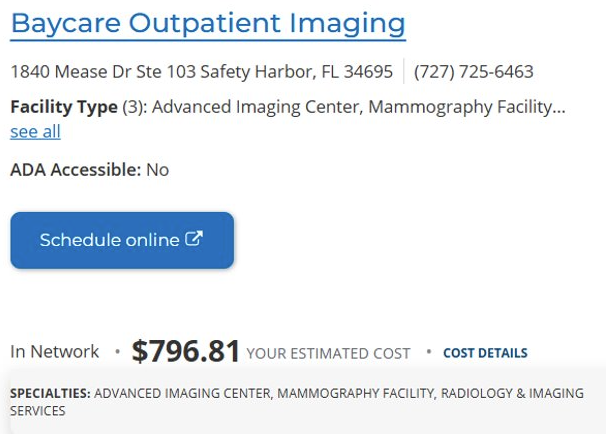 Baycare Outpatient Imaging
1840 Mease Dr Ste 103 Safety Harbor, FL 34695 (727) 725-6463
Facility Type (3): Advanced Imaging Center, Mammography Facility...
see all
ADA Accessible: No
Schedule online
In Network • $796.81 YOUR ESTIMATED COST • COST DETAILS
SPECIALTIES: ADVANCED IMAGING CENTER, MAMMOGRAPHY FACILITY, RADIOLOGY & IMAGING
SERVICES